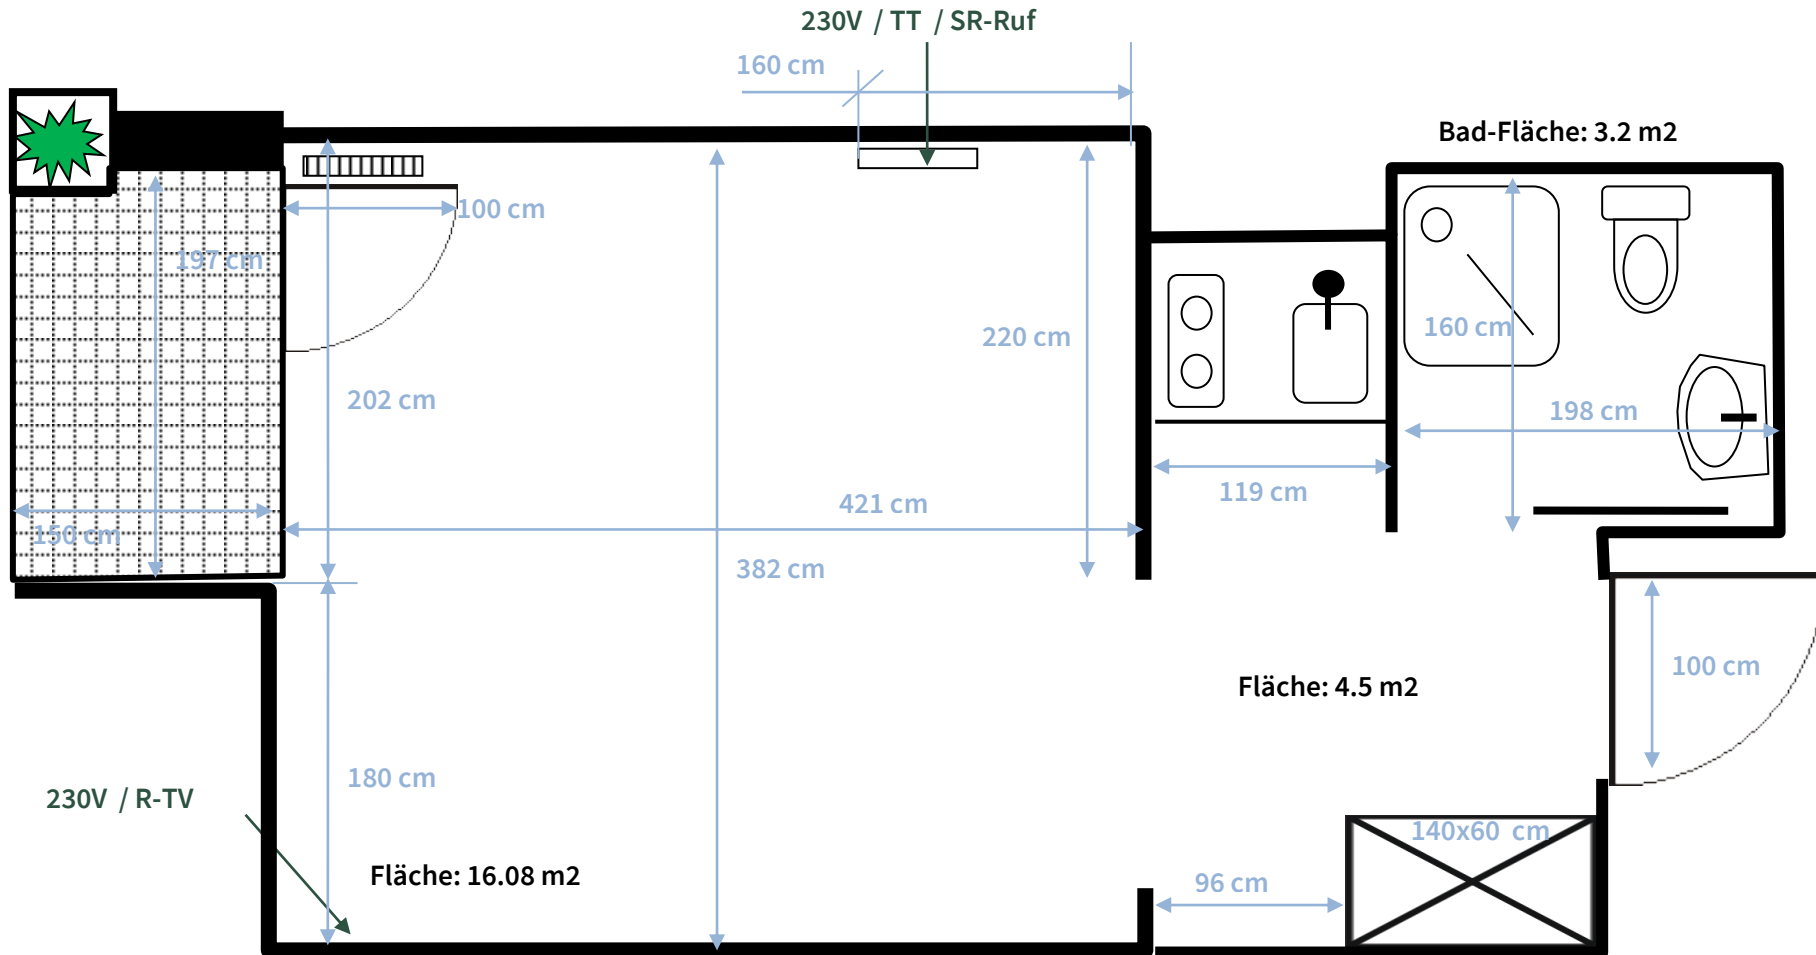 230V / TT / SR-Ruf
160 cm
Bad-Fläche: 3.2 m2
100 cm
197 cm
160 cm
220 cm
202 cm
198 cm
119 cm
421 cm
150 cm
382 cm
100 cm
Fläche: 4.5 m2
180 cm
230V / R-TV
140x60 cm
Fläche: 16.08 m2
96 cm